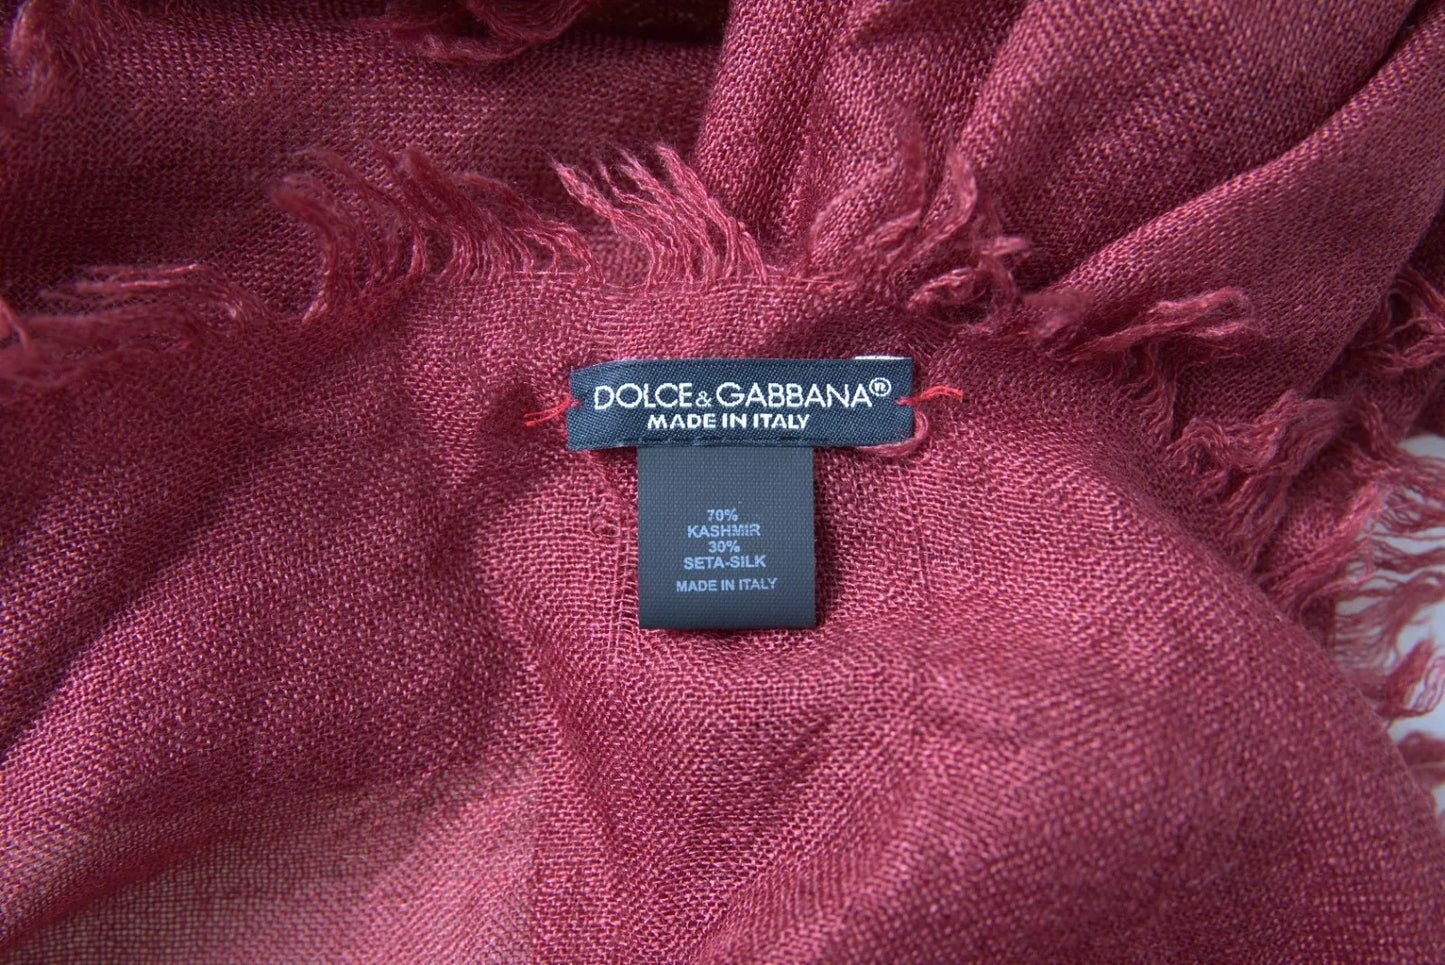 DOLCE&GABBANA®
MADE IN ITALY
70%
KASHMIR
30%
SETA-SILK
MADE IN ITALY